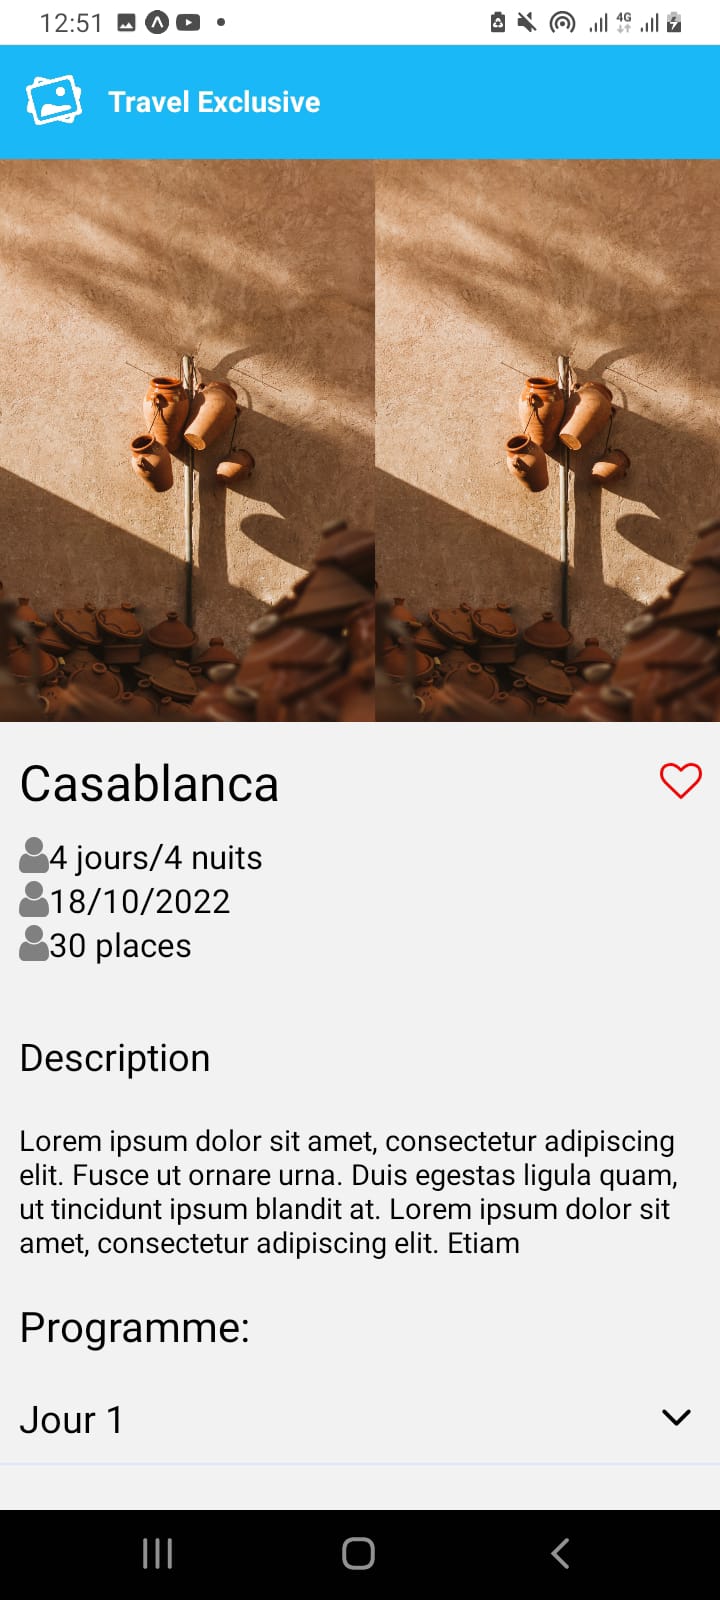 12:51
4G
Travel Exclusive
Casablanca
4 jours/4 nuits
18/10/2022
30 places
Description
Lorem ipsum dolor sit amet, consectetur adipiscing
elit. Fusce ut ornare urna. Duis egestas ligula quam,
ut tincidunt ipsum blandit at. Lorem ipsum dolor sit
amet, consectetur adipiscing elit. Etiam
Programme:
Jour 1